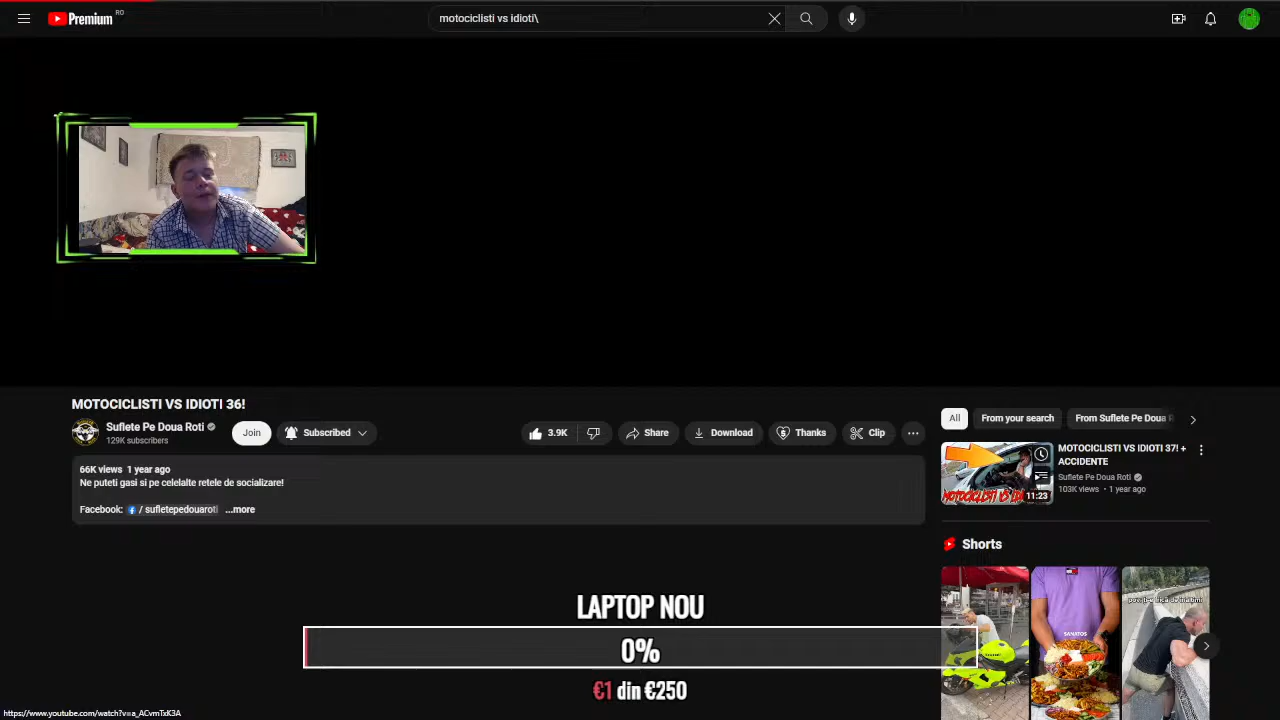 Premium RO
motociclisti vs idioti\
MOTOCICLISTI VS IDIOTI 36!
Suflete Pe Doua Roti
129K subscribers
Join
Subscribed
3.9K
Share
Download
Thanks
Clip
66K views 1 year ago
Ne puteti gasi si pe celelalte retele de socializare!
Facebook: / sufletepedouaroti ...more
All
From your search
From Suflete Pe Doua
MOTOCICLISTI VS IDIOTI 37! +
ACCIDENTE
Suflete Pe Doua Roti
103K views • 1 year ago
11:23
Shorts
SANATOS
LAPTOP NOU
0%
€1 din €250
https://www.youtube.com/watch?v=a_ACvmTxK3A